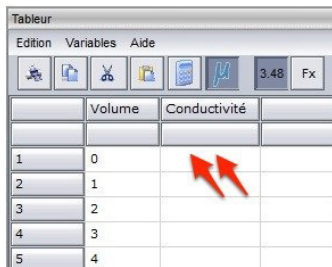 Tableur
Edition Variables Aide
μ 3.48 Fx
Volume Conductivité
1 0
2 1
3 2
4 3
5 4